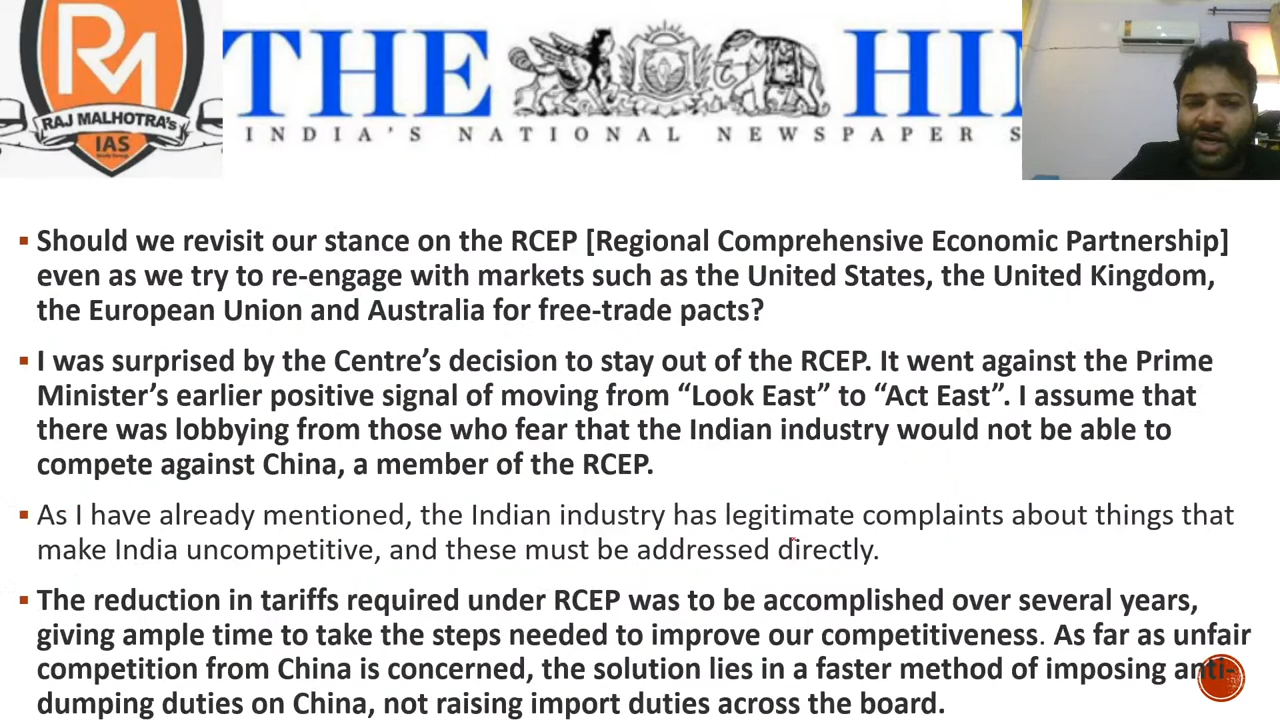 RM
RAJ MALHOTRA'S
IAS
THE HI
INDIA'S NATIONAL NEWSPAPER S
▪ Should we revisit our stance on the RCEP [Regional Comprehensive Economic Partnership]
even as we try to re-engage with markets such as the United States, the United Kingdom,
the European Union and Australia for free-trade pacts?
▪ I was surprised by the Centre’s decision to stay out of the RCEP. It went against the Prime
Minister’s earlier positive signal of moving from “Look East” to “Act East”. I assume that
there was lobbying from those who fear that the Indian industry would not be able to
compete against China, a member of the RCEP.
▪ As I have already mentioned, the Indian industry has legitimate complaints about things that
make India uncompetitive, and these must be addressed directly.
▪ The reduction in tariffs required under RCEP was to be accomplished over several years,
giving ample time to take the steps needed to improve our competitiveness. As far as unfair
competition from China is concerned, the solution lies in a faster method of imposing anti-
dumping duties on China, not raising import duties across the board.